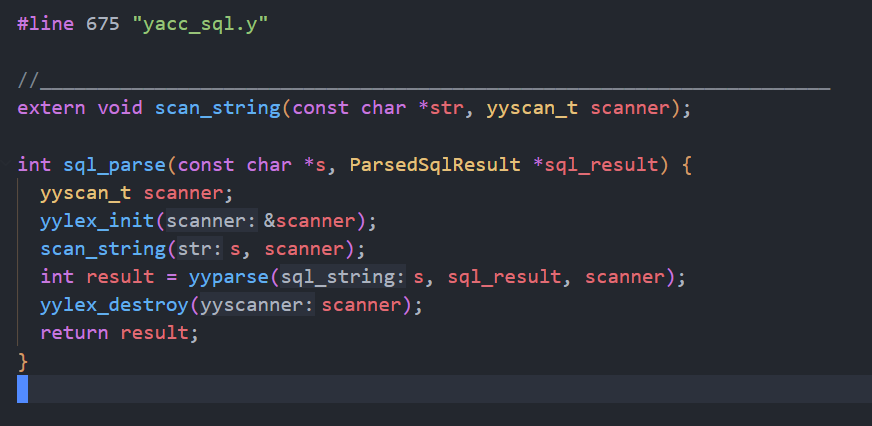 #line 675 "yacc_sql.y"
//______________________________________________________________________
extern void scan_string(const char *str, yyscan_t scanner);
int sql_parse(const char *s, ParsedSqlResult *sql_result) {
  yyscan_t scanner;
  yylex_init(scanner: &scanner);
  scan_string(str: s, scanner);
  int result = yyparse(sql_string: s, sql_result, scanner);
  yylex_destroy(yyscanner: scanner);
  return result;
}